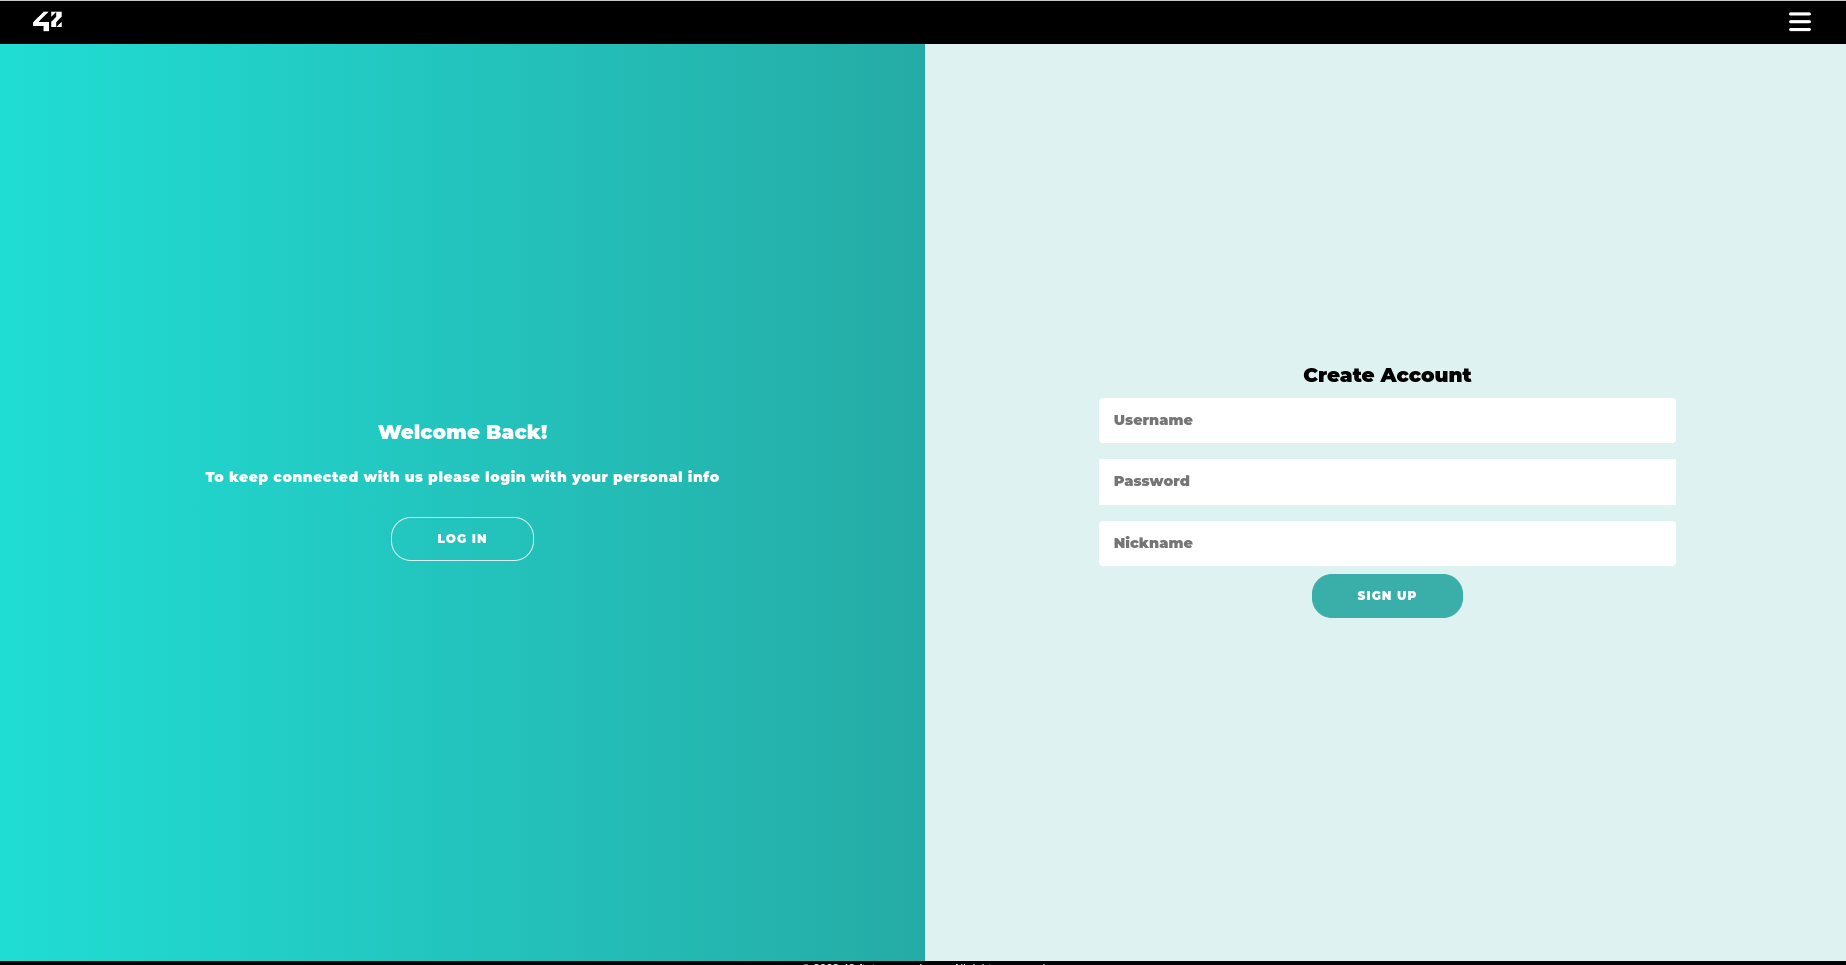 42
Welcome Back!
To keep connected with us please login with your personal info
LOG IN
Create Account
Username
Password
Nickname
SIGN UP